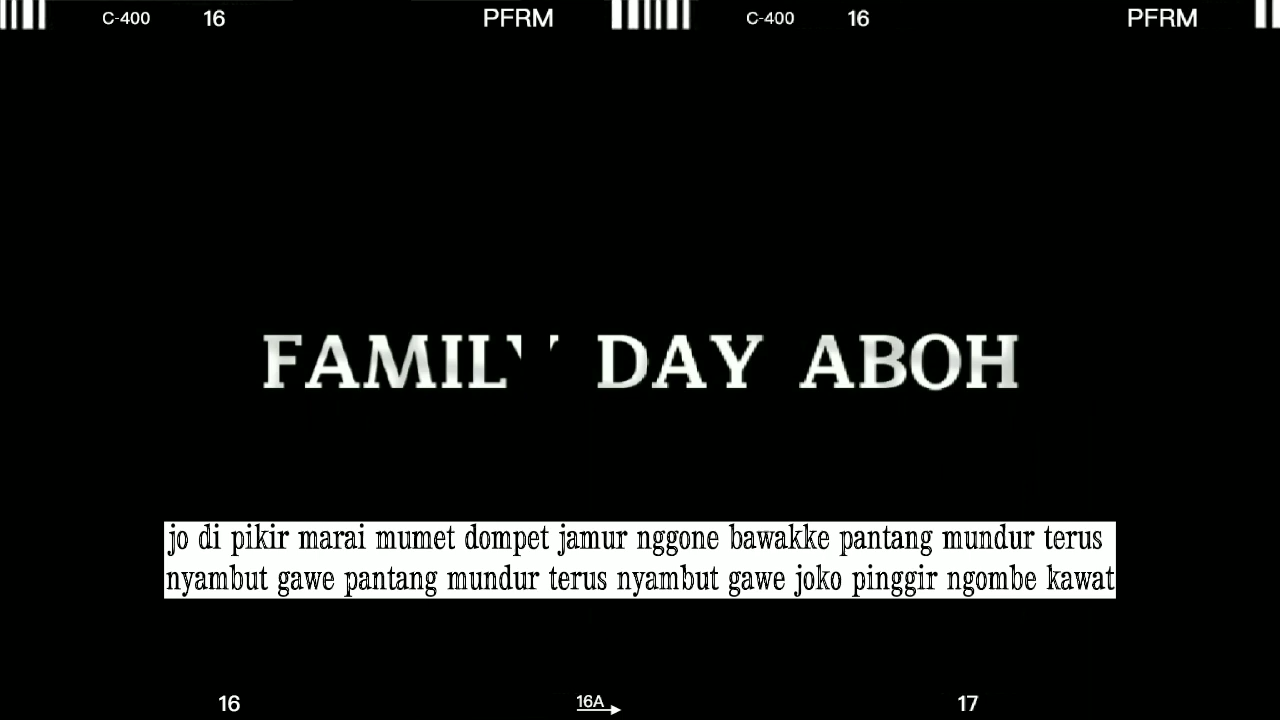 C-400 16 PFRM C-400 16 PFRM
FAMILY DAY ABOH
jo di pikir marai mumet dompet jamur nggone bawakke pantang mundur terus
nyambut gawe pantang mundur terus nyambut gawe joko pinggir ngombe kawat
16 16A 17